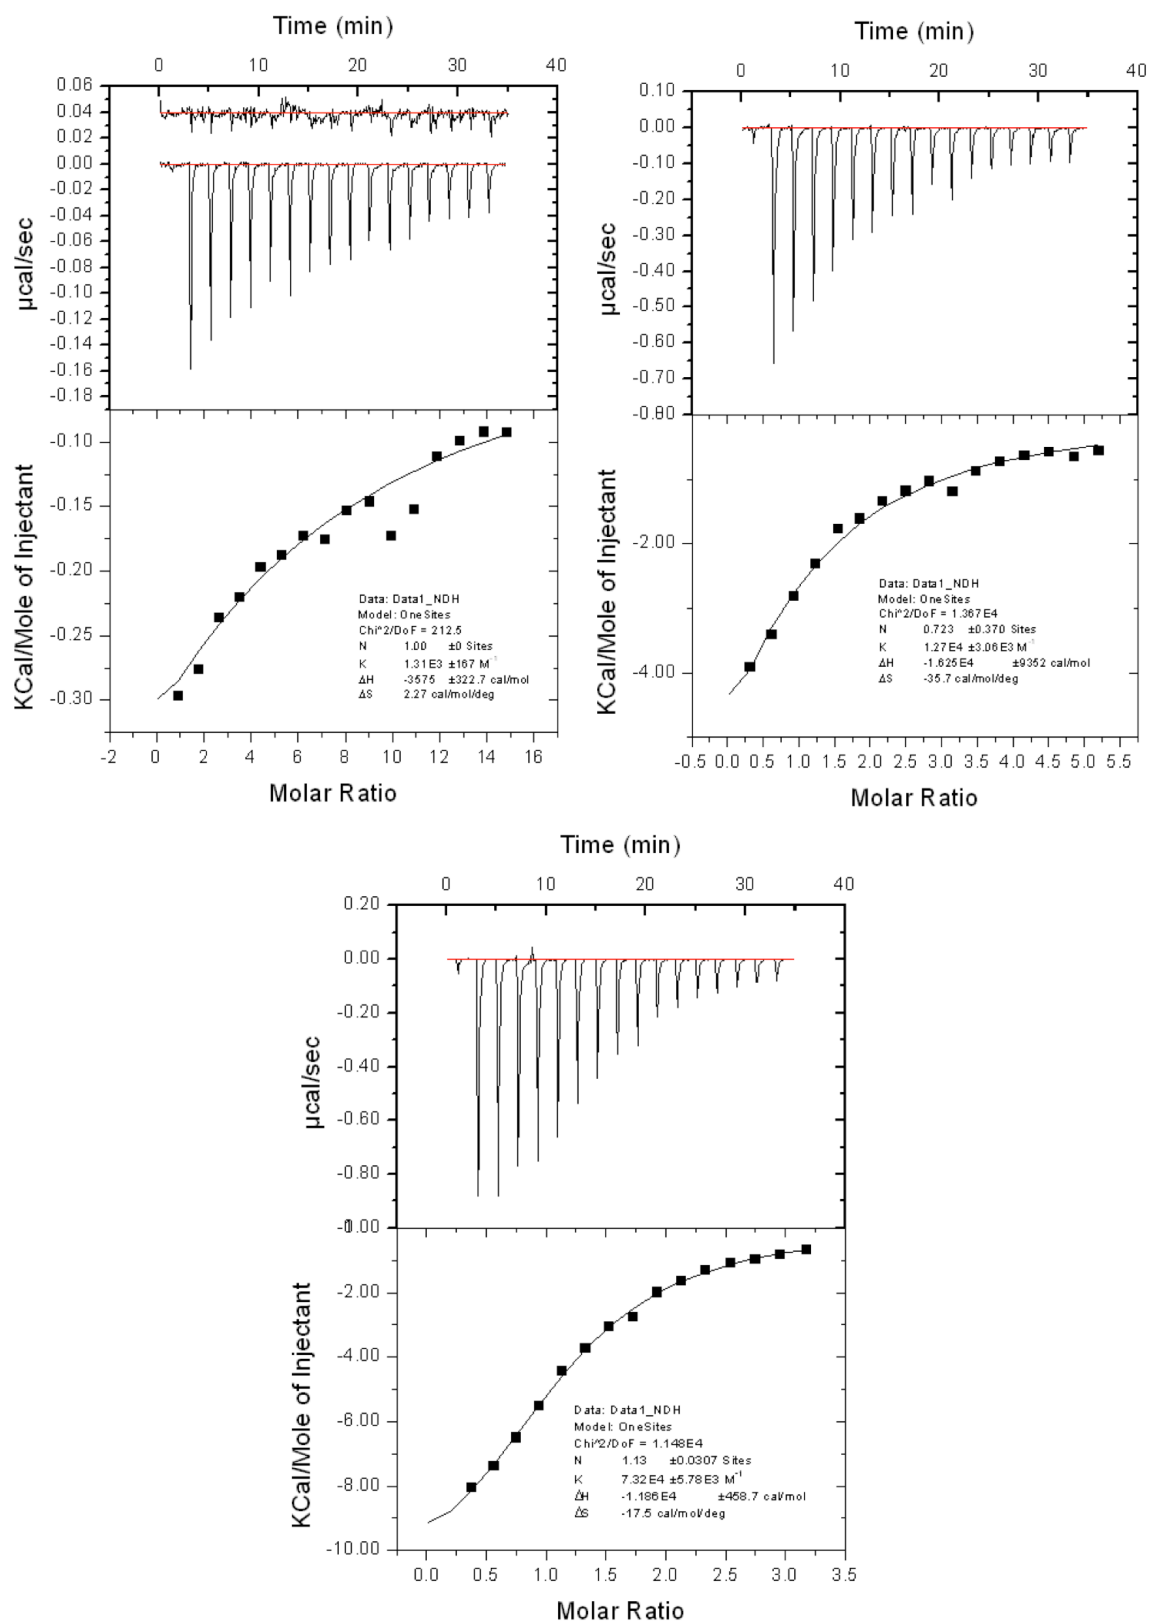 Time (min)
0 10 20 30 40
0.06
0.04
0.02
0.00
-0.02
-0.04
-0.06
-0.08
-0.10
-0.12
-0.14
-0.16
-0.18
µcal/sec
-0.10
-0.15
-0.20
-0.25
-0.30
KCal/Mole of Injectant
Data: Data1_NDH
Model: OneSites
Chi^2/DoF = 212.5
N 1.00 ±0 Sites
K 1.31E3 ±167 M⁻¹
ΔH -3575 ±322.7 cal/mol
ΔS 2.27 cal/mol/deg
-2 0 2 4 6 8 10 12 14 16
Molar Ratio
Time (min)
0 10 20 30 40
0.10
0.00
-0.10
-0.20
-0.30
-0.40
-0.50
-0.60
-0.70
-0.80
µcal/sec
-2.00
-4.00
KCal/Mole of Injectant
Data: Data1_NDH
Model: OneSites
Chi^2/DoF = 1.367E4
N 0.723 ±0.370 Sites
K 1.27E4 ±3.06E3 M⁻¹
ΔH -1.625E4 ±9352 cal/mol
ΔS -35.7 cal/mol/deg
-0.5 0.0 0.5 1.0 1.5 2.0 2.5 3.0 3.5 4.0 4.5 5.0 5.5
Molar Ratio
Time (min)
0 10 20 30 40
0.20
0.00
-0.20
-0.40
-0.60
-0.80
µcal/sec
-2.00
-4.00
-6.00
-8.00
-10.00
KCal/Mole of Injectant
Data: Data1_NDH
Model: OneSites
Chi^2/DoF = 1.148E4
N 1.13 ±0.0307 Sites
K 7.32E4 ±5.78E3 M⁻¹
ΔH -1.186E4 ±458.7 cal/mol
ΔS -17.5 cal/mol/deg
0.0 0.5 1.0 1.5 2.0 2.5 3.0 3.5
Molar Ratio